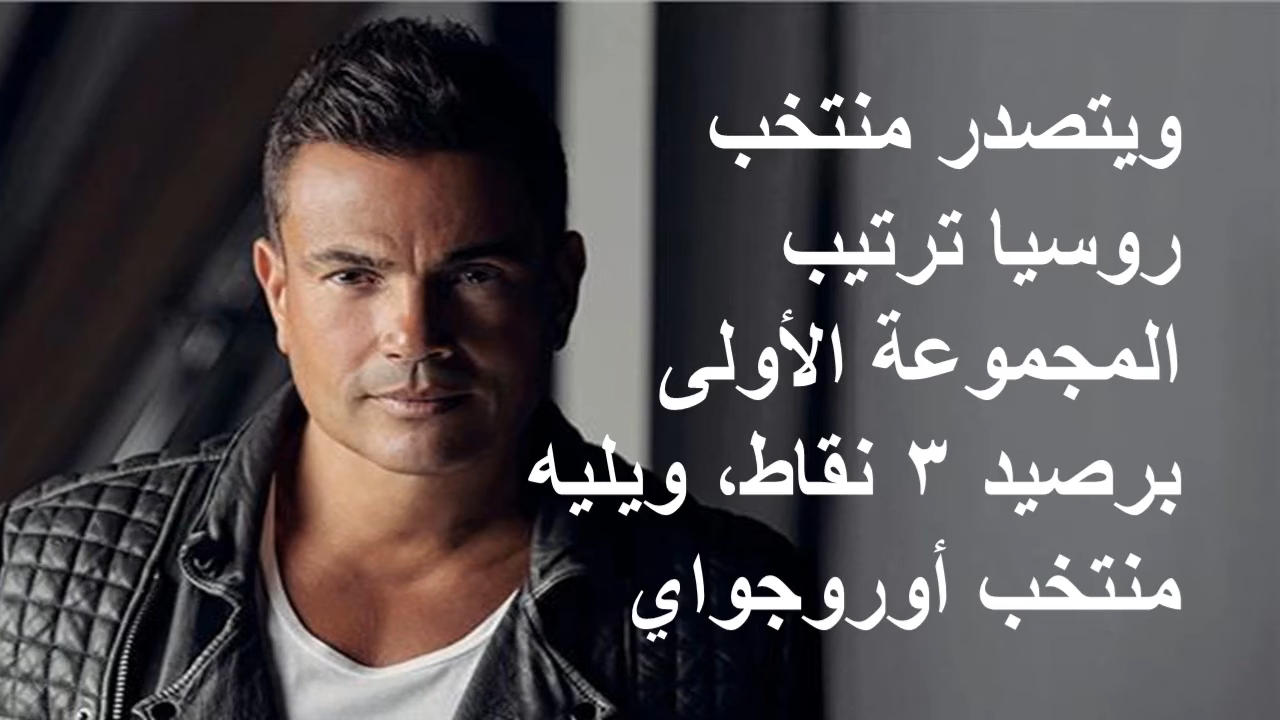 ويتصدر منتخب
روسيا ترتيب
المجموعة الأولى
برصيد ٣ نقاط، ويليه
منتخب أوروجواي